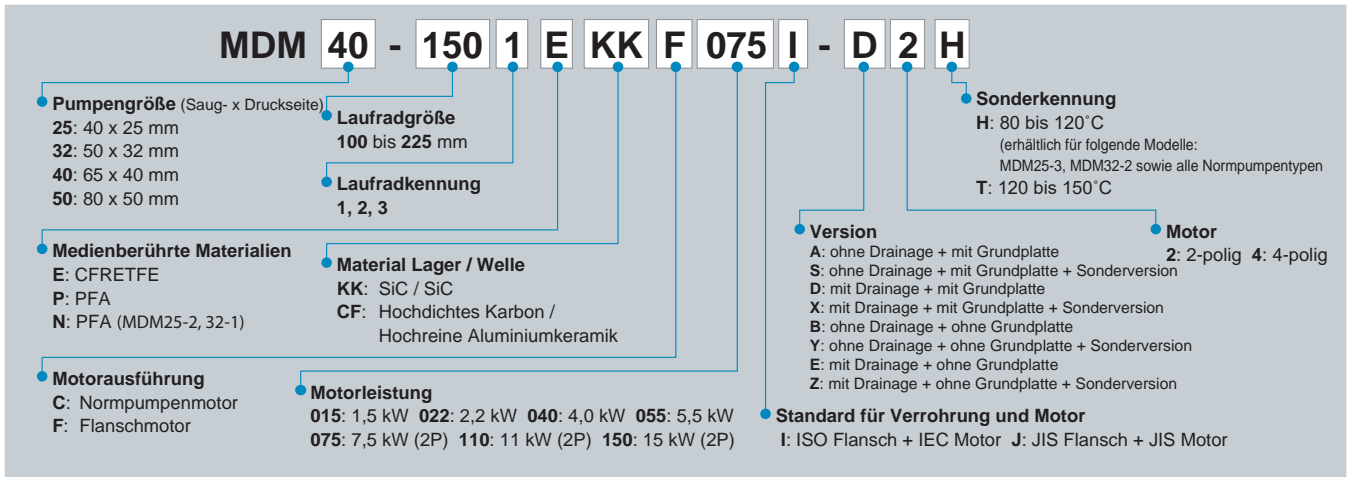 MDM 40 - 150 1 E KK F 075 I - D 2 H
Pumpengröße (Saug- x Druckseite)
25: 40 x 25 mm
32: 50 x 32 mm
40: 65 x 40 mm
50: 80 x 50 mm
Laufradgröße
100 bis 225 mm
Laufradkennung
1, 2, 3
Sonderkennung
H: 80 bis 120˚C
(erhältlich für folgende Modelle:
MDM25-3, MDM32-2 sowie alle Normpumpentypen
T: 120 bis 150˚C
Medienberührte Materialien
E: CFRETFE
P: PFA
N: PFA (MDM25-2, 32-1)
Material Lager / Welle
KK: SiC / SiC
CF: Hochdichtes Karbon /
Hochreine Aluminiumkeramik
Version
A: ohne Drainage + mit Grundplatte
S: ohne Drainage + mit Grundplatte + Sonderversion
D: mit Drainage + mit Grundplatte
X: mit Drainage + mit Grundplatte + Sonderversion
B: ohne Drainage + ohne Grundplatte
Y: ohne Drainage + ohne Grundplatte + Sonderversion
E: mit Drainage + ohne Grundplatte
Z: mit Drainage + ohne Grundplatte + Sonderversion
Motor
2: 2-polig 4: 4-polig
Motorausführung
C: Normpumpenmotor
F: Flanschmotor
Motorleistung
015: 1,5 kW 022: 2,2 kW 040: 4,0 kW 055: 5,5 kW
075: 7,5 kW (2P) 110: 11 kW (2P) 150: 15 kW (2P)
Standard für Verrohrung und Motor
I: ISO Flansch + IEC Motor J: JIS Flansch + JIS Motor